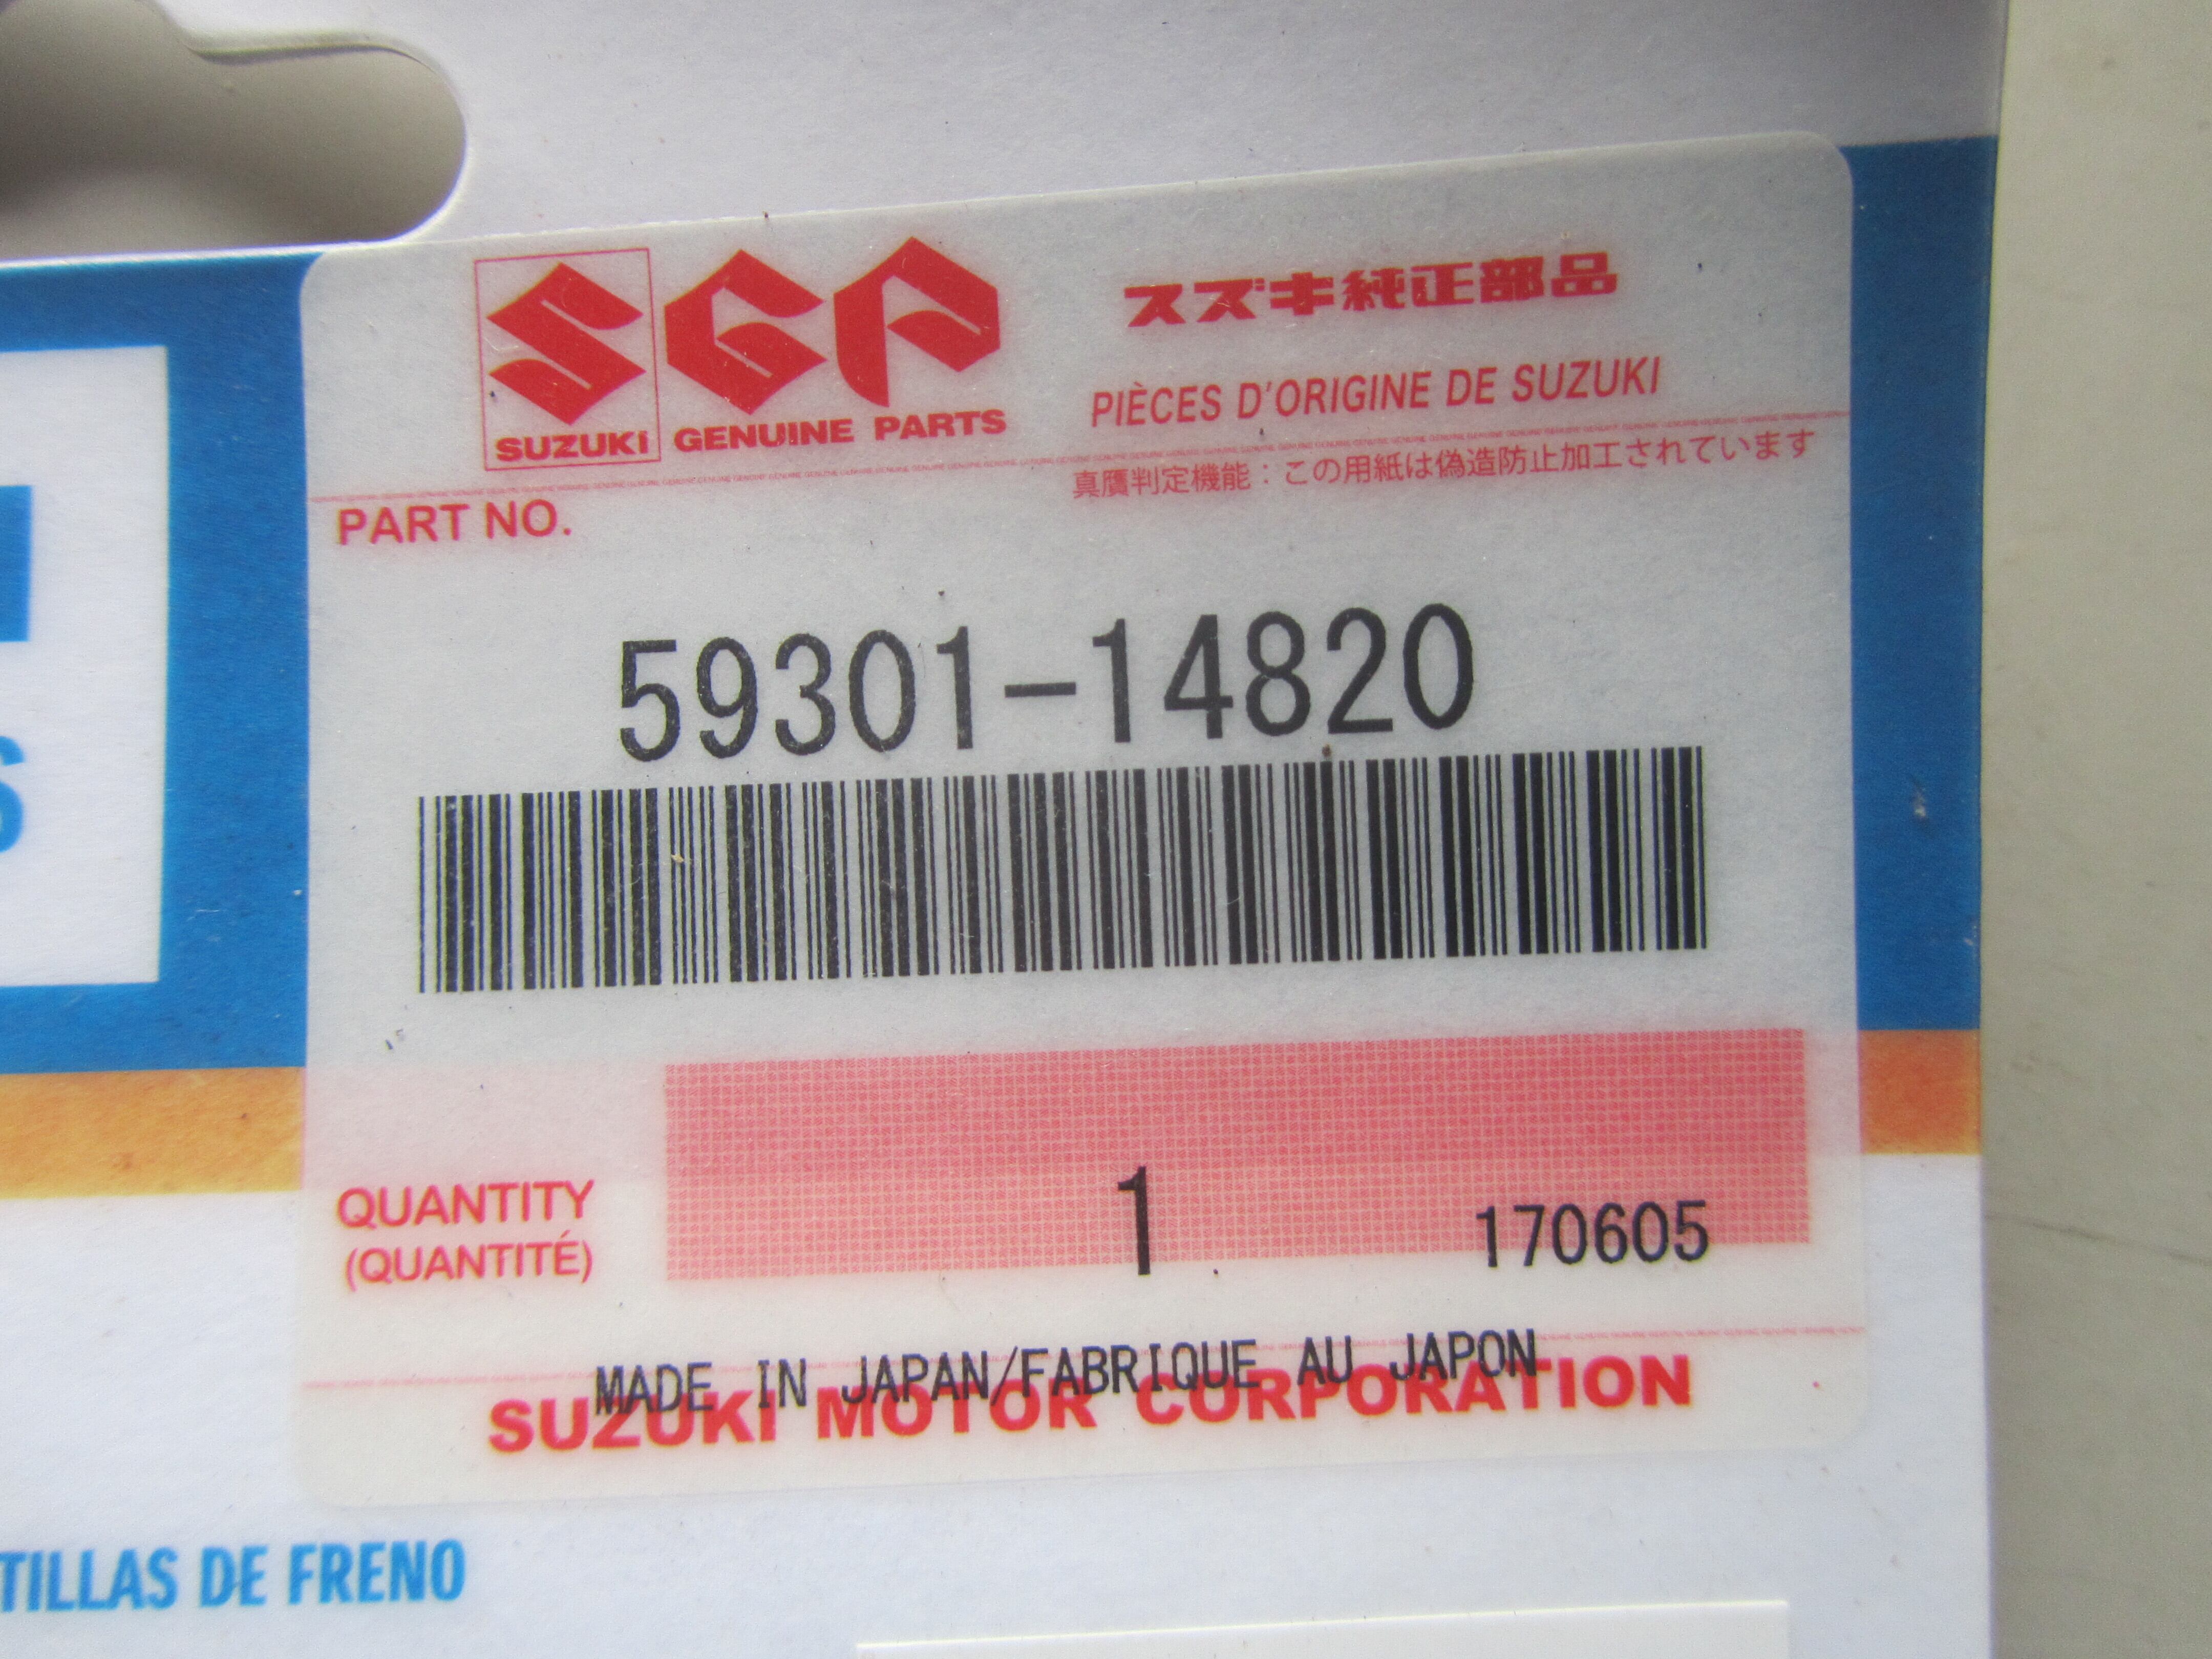 SUZUKI
SGP
GENUINE PARTS
スズキ純正部品
PIÈCES D'ORIGINE DE SUZUKI
真贋判定機能：この用紙は偽造防止加工されています
PART NO.
59301-14820
QUANTITY
(QUANTITÉ)
1
170605
MADE IN JAPAN/FABRIQUE AU JAPON
SUZUKI MOTOR CORPORATION
S
TILLAS DE FRENO